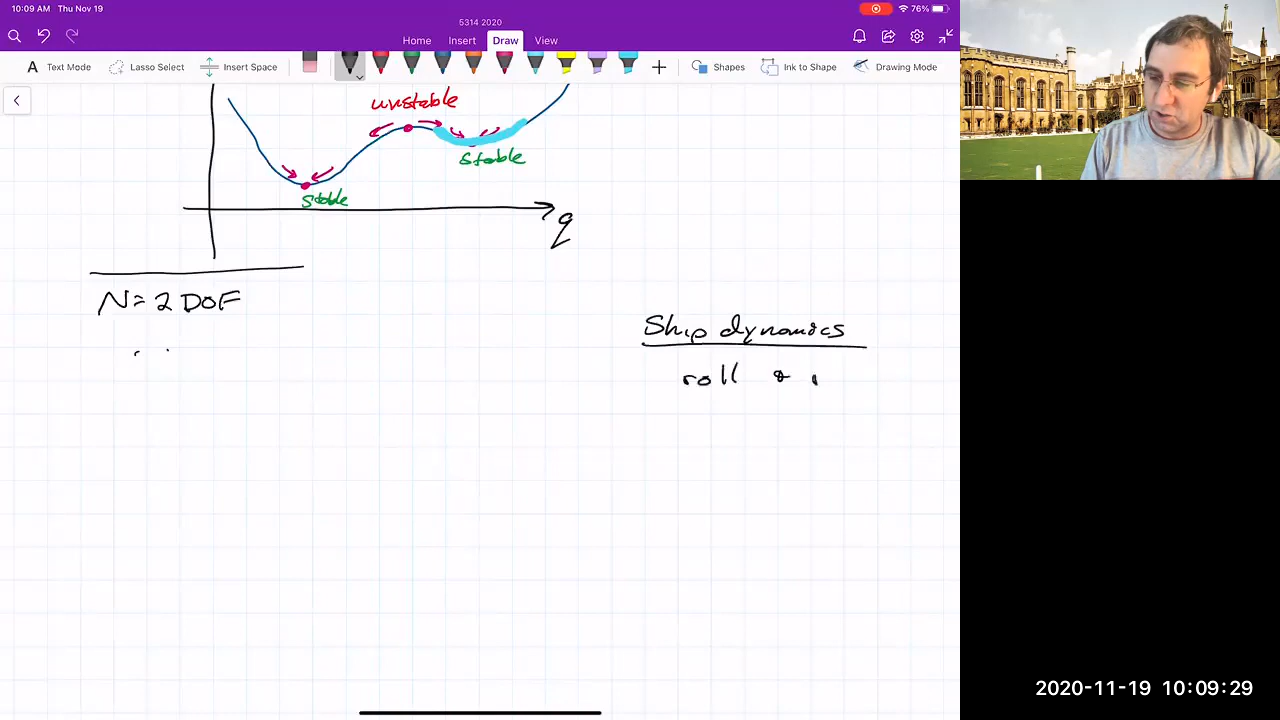 10:09 AM Thu Nov 19
76%
5314 2020
Home Insert Draw View
A Text Mode Lasso Select Insert Space Shapes Ink to Shape Drawing Mode
unstable
stable
stable
q
N = 2 DOF
Ship dynamics
roll &
2020-11-19 10:09:29